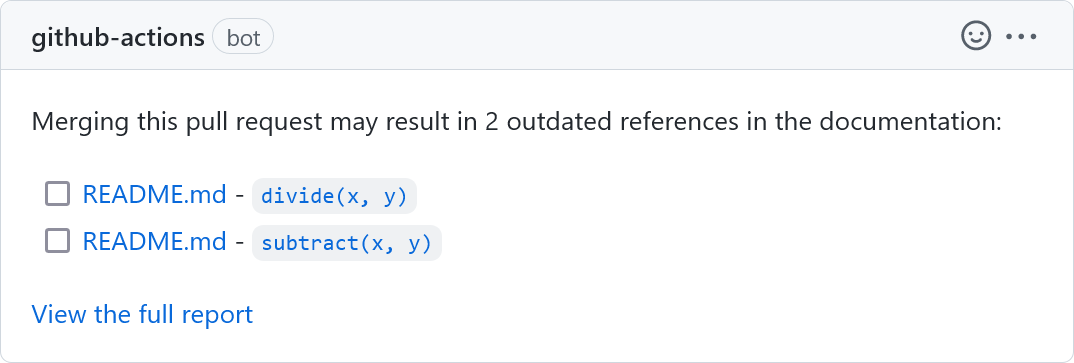 github-actions bot
Merging this pull request may result in 2 outdated references in the documentation:
README.md - divide(x, y)
README.md - subtract(x, y)
View the full report